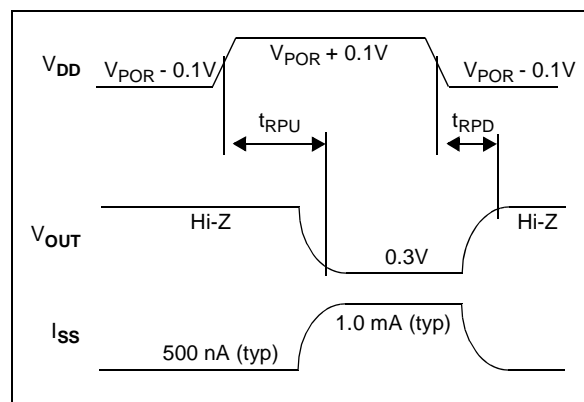 VDD
VPOR - 0.1V
VPOR + 0.1V
VPOR - 0.1V
tRPU
tRPD
VOUT
Hi-Z
0.3V
Hi-Z
ISS
500 nA (typ)
1.0 mA (typ)